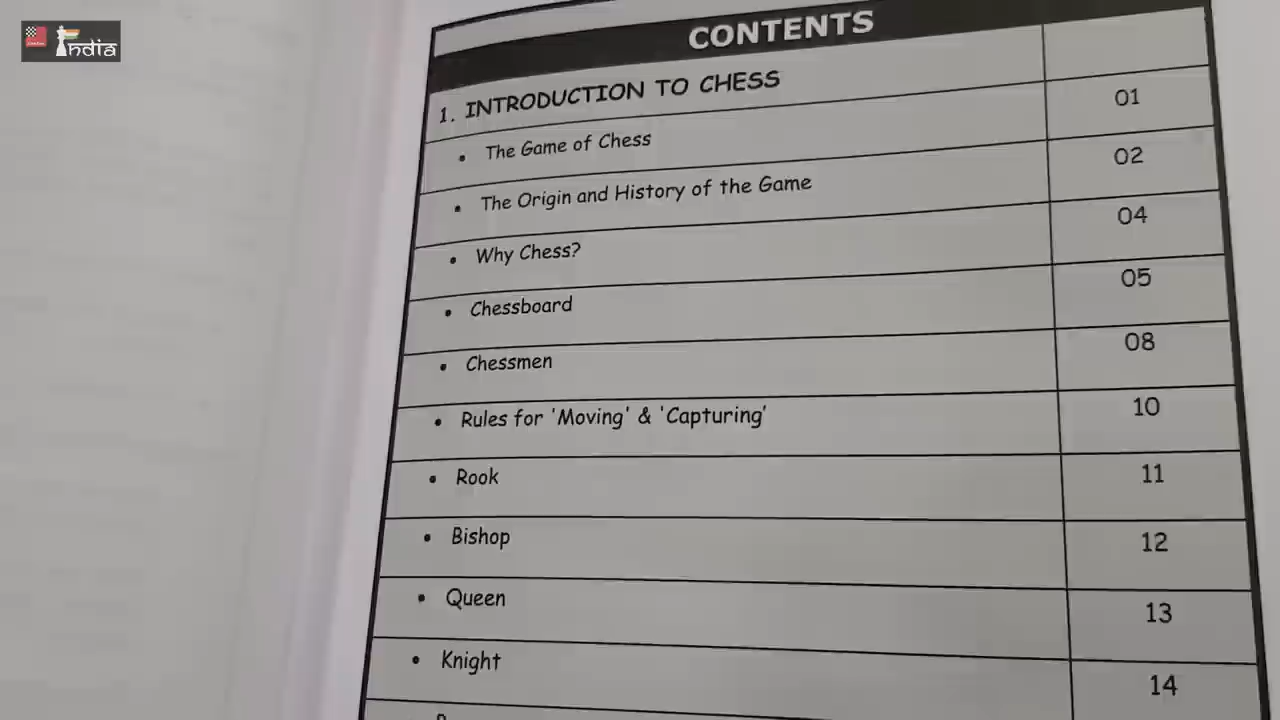 India
CONTENTS
1. INTRODUCTION TO CHESS
• The Game of Chess 01
• The Origin and History of the Game 02
• Why Chess? 04
• Chessboard 05
• Chessmen 08
• Rules for 'Moving' & 'Capturing' 10
• Rook 11
• Bishop 12
• Queen 13
• Knight 14